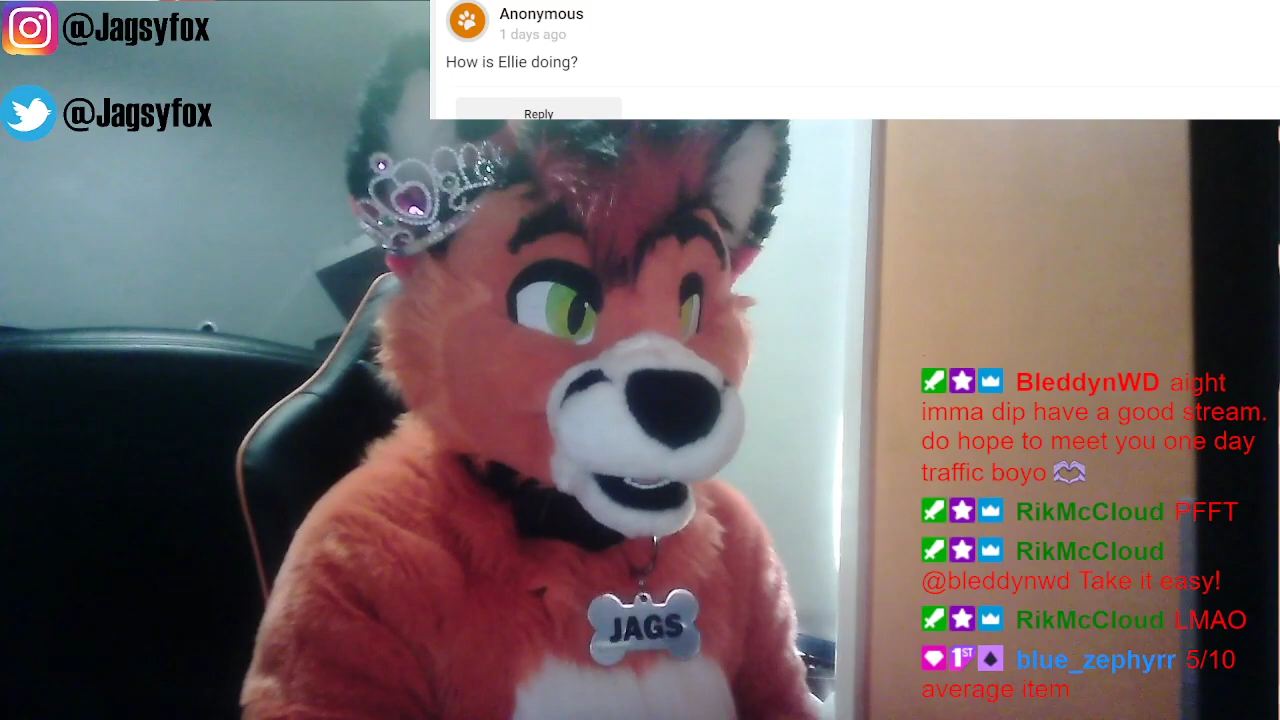 @Jagsyfox
@Jagsyfox
Anonymous
1 days ago
How is Ellie doing?
Reply
JAGS
BleddynWD aight
imma dip have a good stream.
do hope to meet you one day
traffic boyo
RikMcCloud PFFT
RikMcCloud
@bleddynwd Take it easy!
RikMcCloud LMAO
1ST blue_zephyrr 5/10
average item